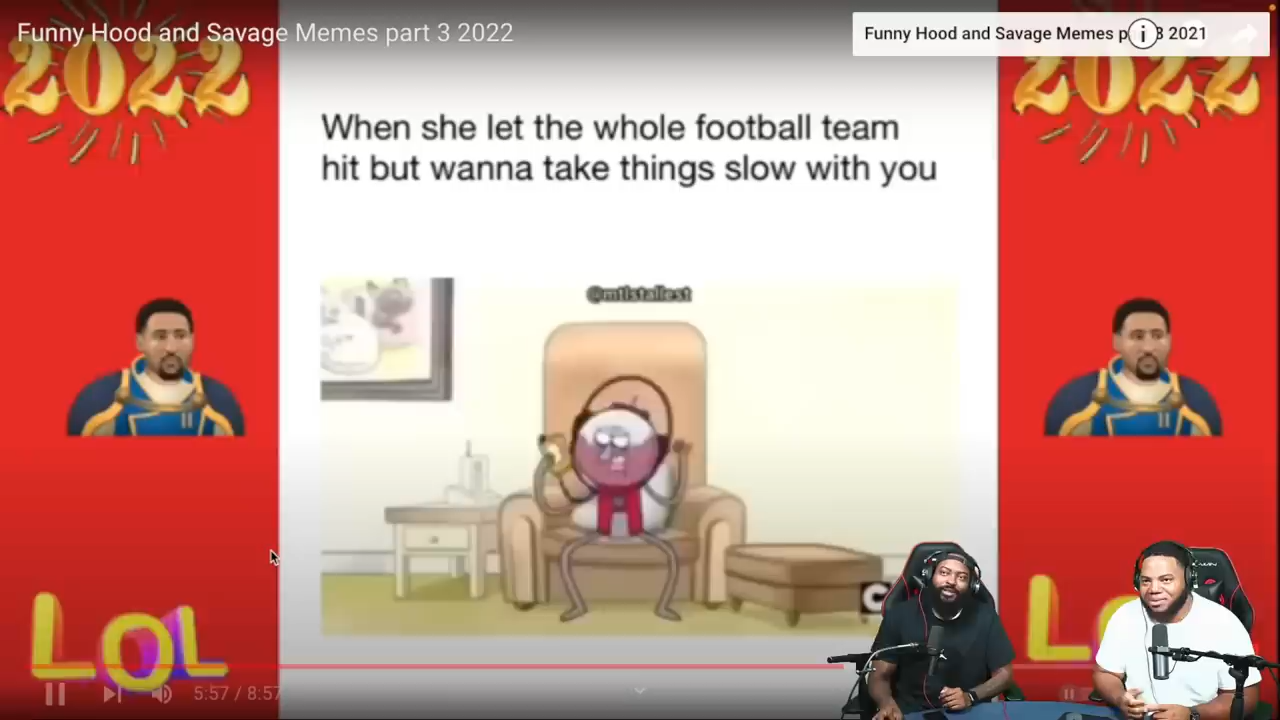 Funny Hood and Savage Memes part 3 2022
Funny Hood and Savage Memes p 3 2021
2022
2022
When she let the whole football team
hit but wanna take things slow with you
@mtlstallest
C
LOL
L
5:57 / 8:57